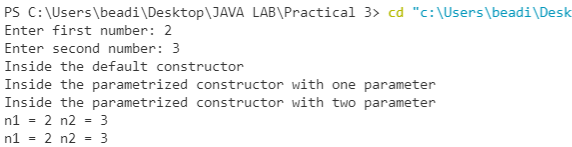 PS C:\Users\beadi\Desktop\JAVA LAB\Practical 3> cd "c:\Users\beadi\Desk
Enter first number: 2
Enter second number: 3
Inside the default constructor
Inside the parametrized constructor with one parameter
Inside the parametrized constructor with two parameter
n1 = 2 n2 = 3
n1 = 2 n2 = 3